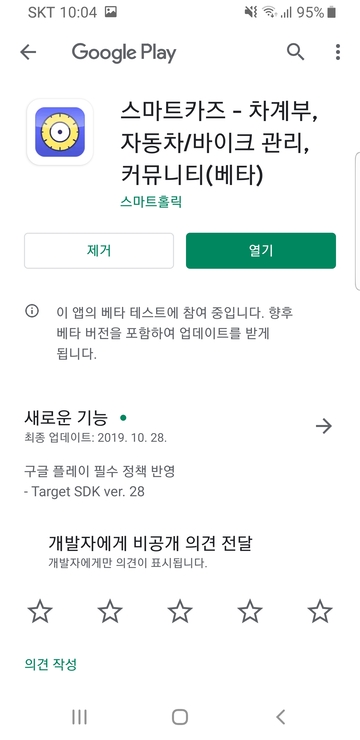 SKT 10:04
95%
Google Play
스마트카즈 - 차계부,
자동차/바이크 관리,
커뮤니티(베타)
스마트홀릭
제거
열기
이 앱의 베타 테스트에 참여 중입니다. 향후
베타 버전을 포함하여 업데이트를 받게
됩니다.
새로운 기능
최종 업데이트: 2019. 10. 28.
구글 플레이 필수 정책 반영
- Target SDK ver. 28
개발자에게 비공개 의견 전달
개발자에게만 의견이 표시됩니다.
의견 작성